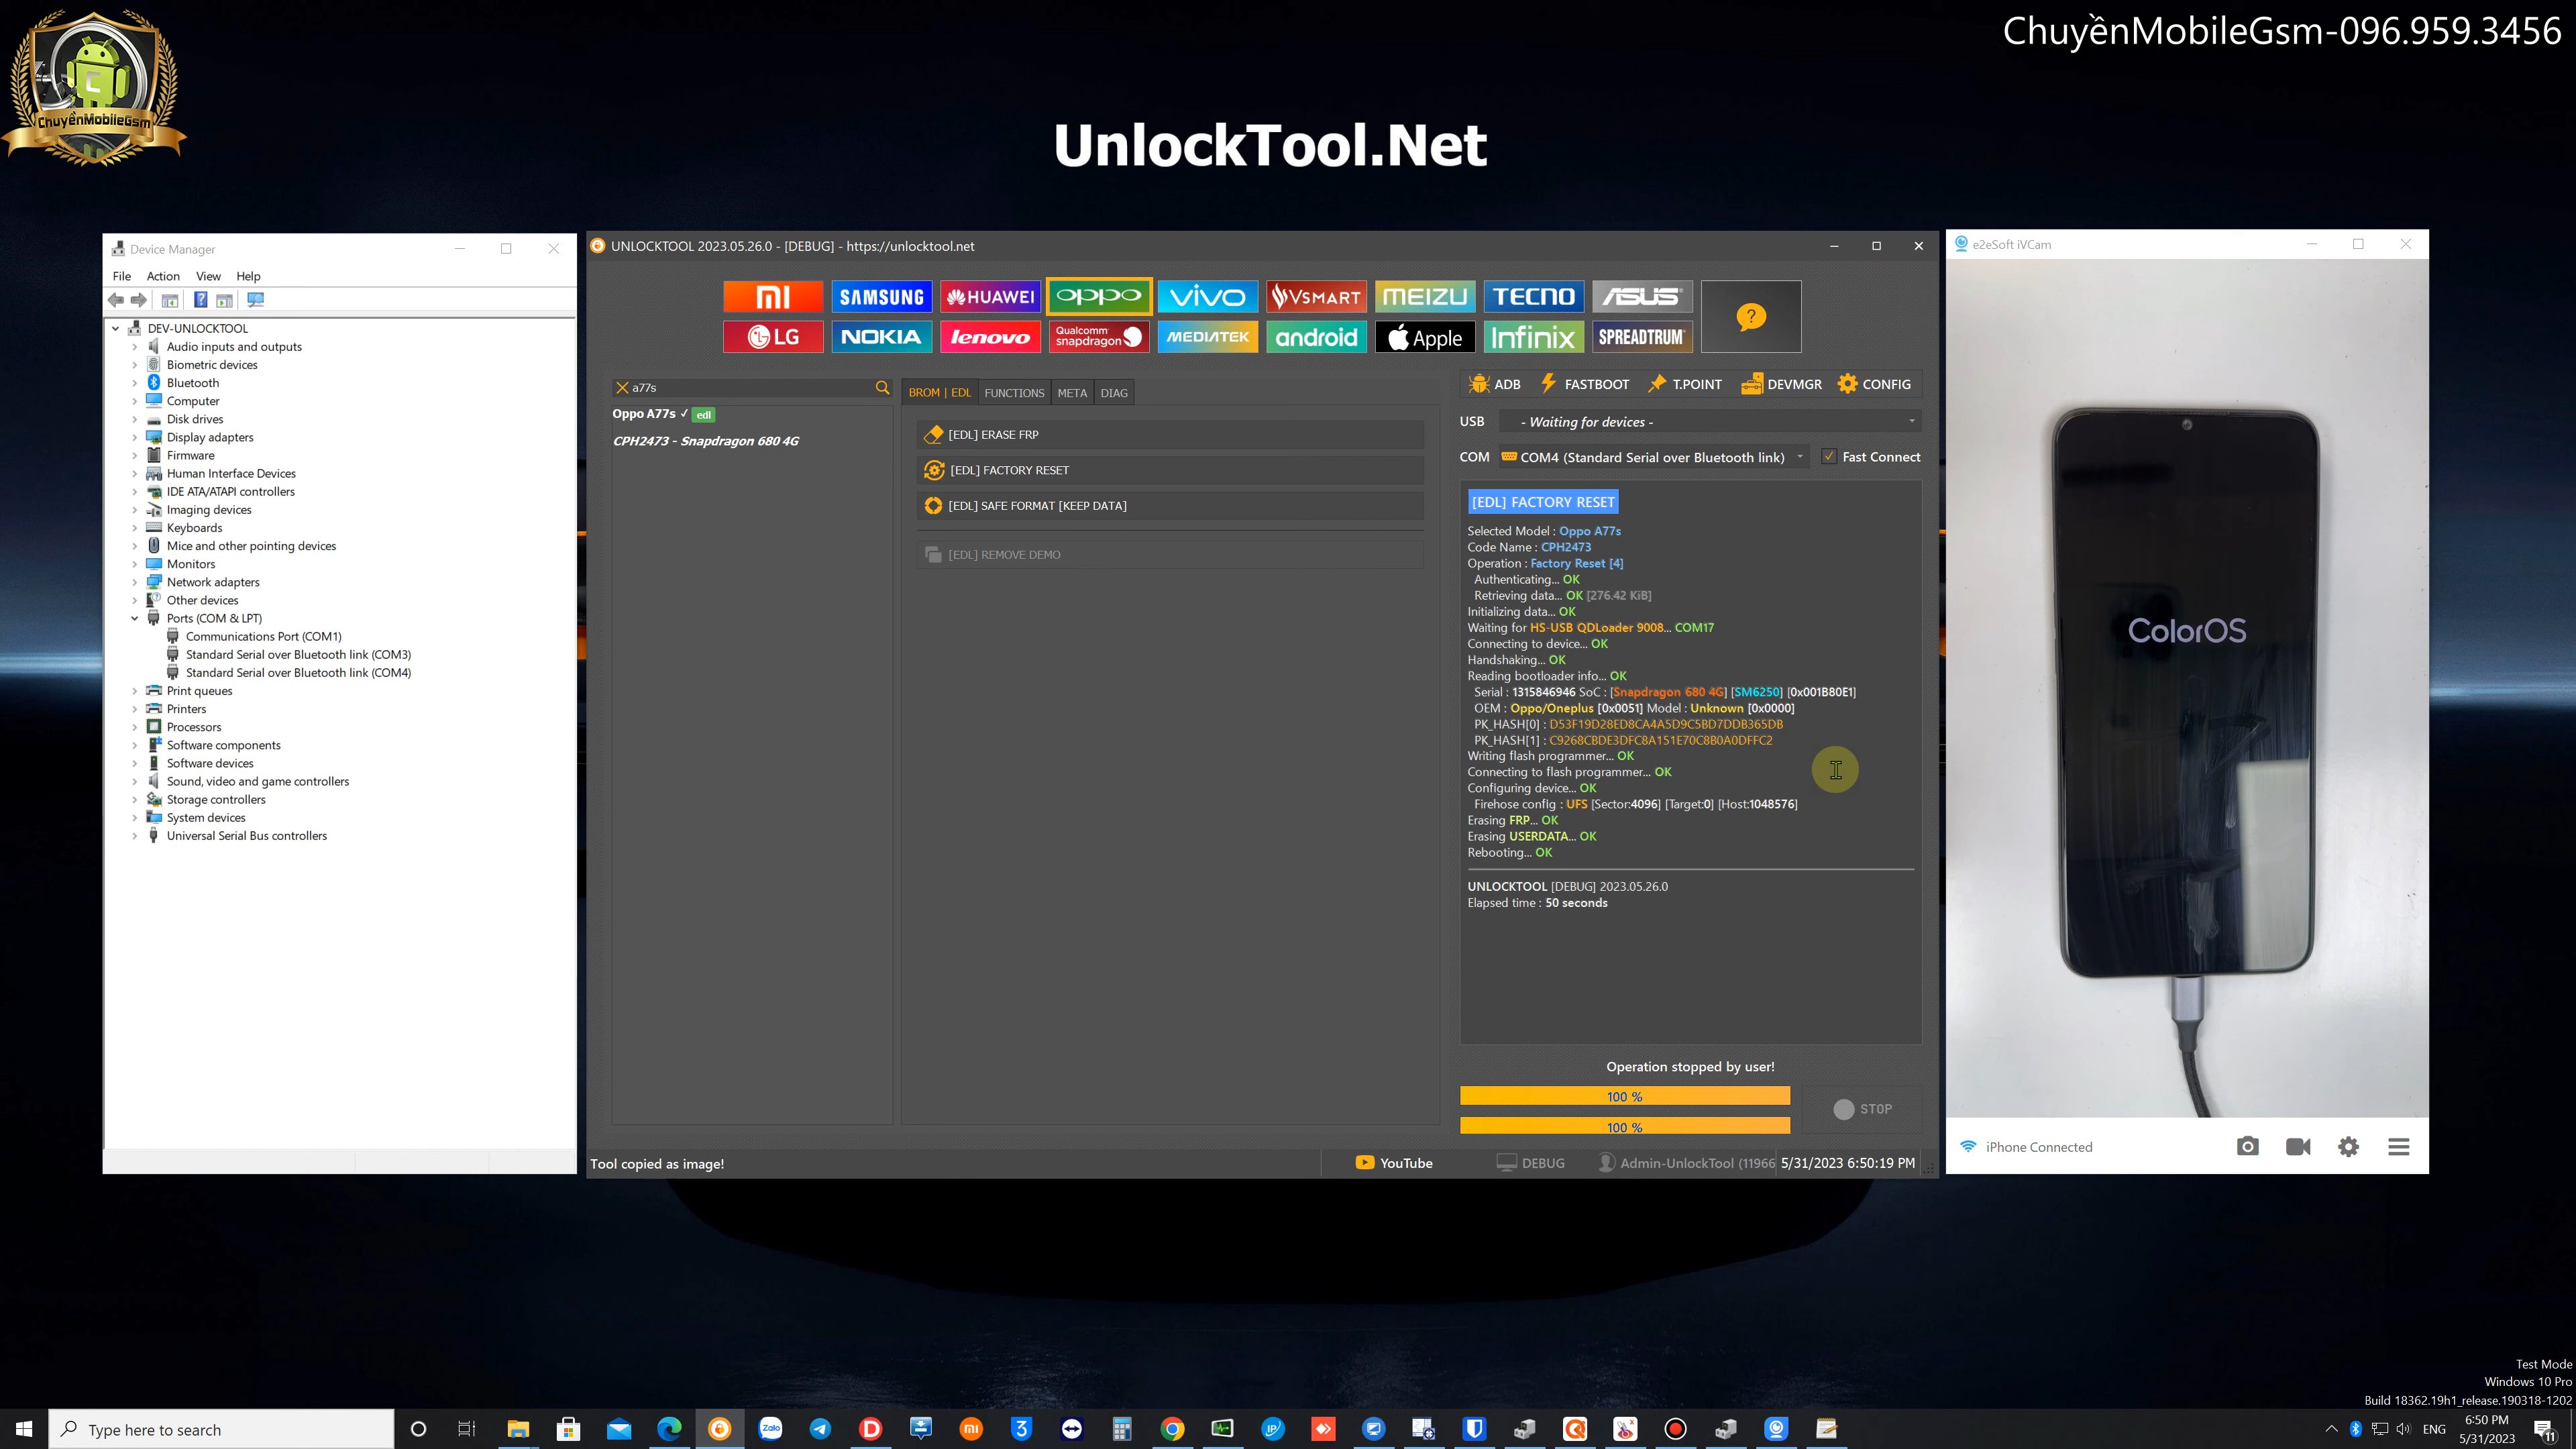 ChuyềnMobileGsm-096.959.3456
ChuyềnMobileGsm
UnlockTool.Net
Device Manager
File Action View Help
DEV-UNLOCKTOOL
Audio inputs and outputs
Biometric devices
Bluetooth
Computer
Disk drives
Display adapters
Firmware
Human Interface Devices
IDE ATA/ATAPI controllers
Imaging devices
Keyboards
Mice and other pointing devices
Monitors
Network adapters
Other devices
Ports (COM & LPT)
Communications Port (COM1)
Standard Serial over Bluetooth link (COM3)
Standard Serial over Bluetooth link (COM4)
Print queues
Printers
Processors
Software components
Software devices
Sound, video and game controllers
Storage controllers
System devices
Universal Serial Bus controllers
UNLOCKTOOL 2023.05.26.0 - [DEBUG] - https://unlocktool.net
MI SAMSUNG HUAWEI oppo vivo VSMART MEIZU TECNO ASUS
LG NOKIA lenovo Qualcomm snapdragon MEDIATEK android Apple Infinix SPREADTRUM
?
a77s
Oppo A77s ✓ edl
CPH2473 - Snapdragon 680 4G
BROM | EDL FUNCTIONS META DIAG
[EDL] ERASE FRP
[EDL] FACTORY RESET
[EDL] SAFE FORMAT [KEEP DATA]
[EDL] REMOVE DEMO
ADB FASTBOOT T.POINT DEVMGR CONFIG
USB - Waiting for devices -
COM COM4 (Standard Serial over Bluetooth link) Fast Connect
[EDL] FACTORY RESET
Selected Model : Oppo A77s
Code Name : CPH2473
Operation : Factory Reset [4]
Authenticating... OK
Retrieving data... OK [276.42 KiB]
Initializing data... OK
Waiting for HS-USB QDLoader 9008... COM17
Connecting to device... OK
Handshaking... OK
Reading bootloader info... OK
Serial : 1315846946 SoC : [Snapdragon 680 4G] [SM6250] [0x001B80E1]
OEM : Oppo/Oneplus [0x0051] Model : Unknown [0x0000]
PK_HASH[0] : D53F19D28ED8CA4A5D9C5BD7DDB365DB
PK_HASH[1] : C9268CBDE3DFC8A151E70C8B0A0DFFC2
Writing flash programmer... OK
Connecting to flash programmer... OK
Configuring device... OK
Firehose config : UFS [Sector:4096] [Target:0] [Host:1048576]
Erasing FRP... OK
Erasing USERDATA... OK
Rebooting... OK
UNLOCKTOOL [DEBUG] 2023.05.26.0
Elapsed time : 50 seconds
Operation stopped by user!
100 %
100 %
STOP
Tool copied as image!
YouTube DEBUG Admin-UnlockTool (11966 5/31/2023 6:50:19 PM
e2eSoft iVCam
ColorOS
iPhone Connected
Test Mode
Windows 10 Pro
Build 18362.19h1_release.190318-1202
Type here to search
Zalo
ENG
6:50 PM
5/31/2023
11